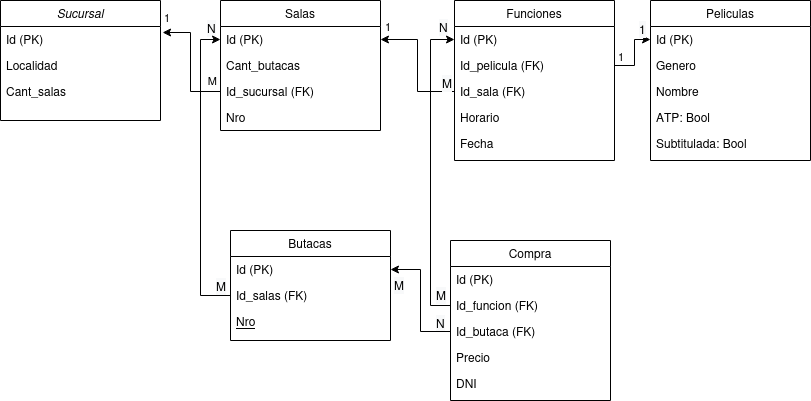 Sucursal
Id (PK)
Localidad
Cant_salas
1
Salas
Id (PK)
Cant_butacas
Id_sucursal (FK)
Nro
N
M
1
Funciones
Id (PK)
Id_pelicula (FK)
Id_sala (FK)
Horario
Fecha
N
M
1
1
Peliculas
Id (PK)
Genero
Nombre
ATP: Bool
Subtitulada: Bool
Butacas
Id (PK)
Id_salas (FK)
Nro
M
M
Compra
Id (PK)
Id_funcion (FK)
Id_butaca (FK)
Precio
DNI
M
N